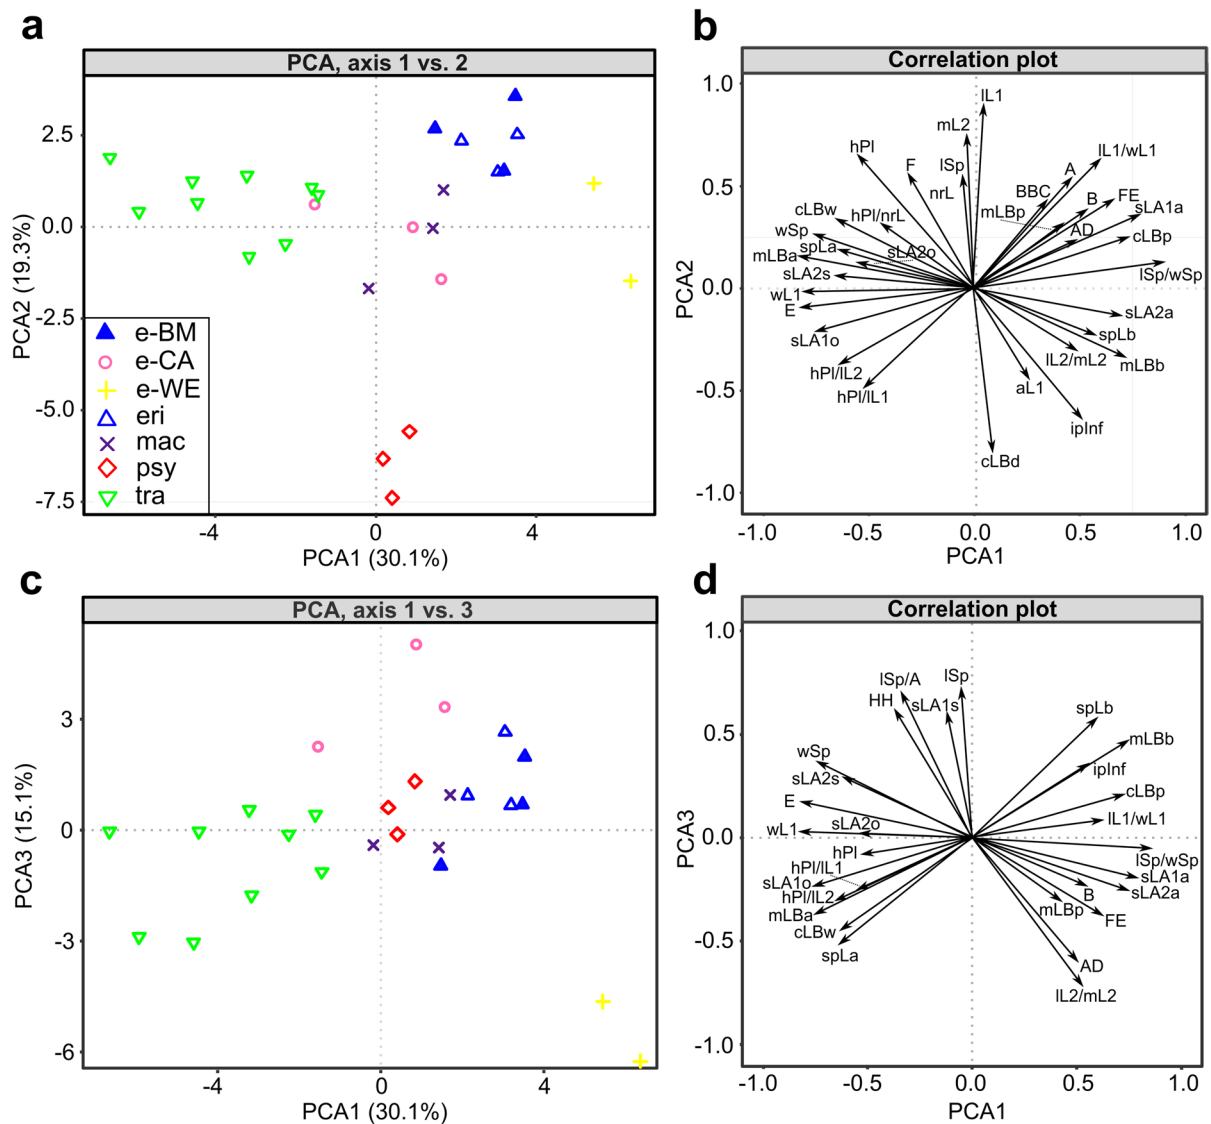 a
PCA, axis 1 vs. 2
2.5
0.0
-2.5
-5.0
-7.5
PCA2 (19.3%)
e-BM
e-CA
e-WE
eri
mac
psy
tra
-4
0
4
PCA1 (30.1%)
b
Correlation plot
1.0
0.5
0.0
-0.5
-1.0
PCA2
lL1
mL2
hPl
F
lSp
nrL
lL1/wL1
A
BBC
B
FE
mLBp
sLA1a
cLBw
hPl/nrL
AD
cLBp
wSp
spLa
sLA2o
mLBa
sLA2s
lSp/wSp
wL1
E
sLA2a
sLA1o
spLb
lL2/mL2
mLBb
hPl/lL2
aL1
hPl/lL1
ipInf
cLBd
-1.0
-0.5
0.0
0.5
1.0
PCA1
c
PCA, axis 1 vs. 3
3
0
-3
-6
PCA3 (15.1%)
-4
0
4
PCA1 (30.1%)
d
Correlation plot
1.0
0.5
0.0
-0.5
-1.0
PCA3
lSp/A
lSp
HH
sLA1s
spLb
mLBb
wSp
ipInf
sLA2s
cLBp
E
lL1/wL1
wL1
sLA2o
hPl
lSp/wSp
hPl/lL1
sLA1a
sLA1o
hPl/lL2
B
sLA2a
mLBa
mLBp
FE
cLBw
spLa
AD
lL2/mL2
-1.0
-0.5
0.0
0.5
1.0
PCA1